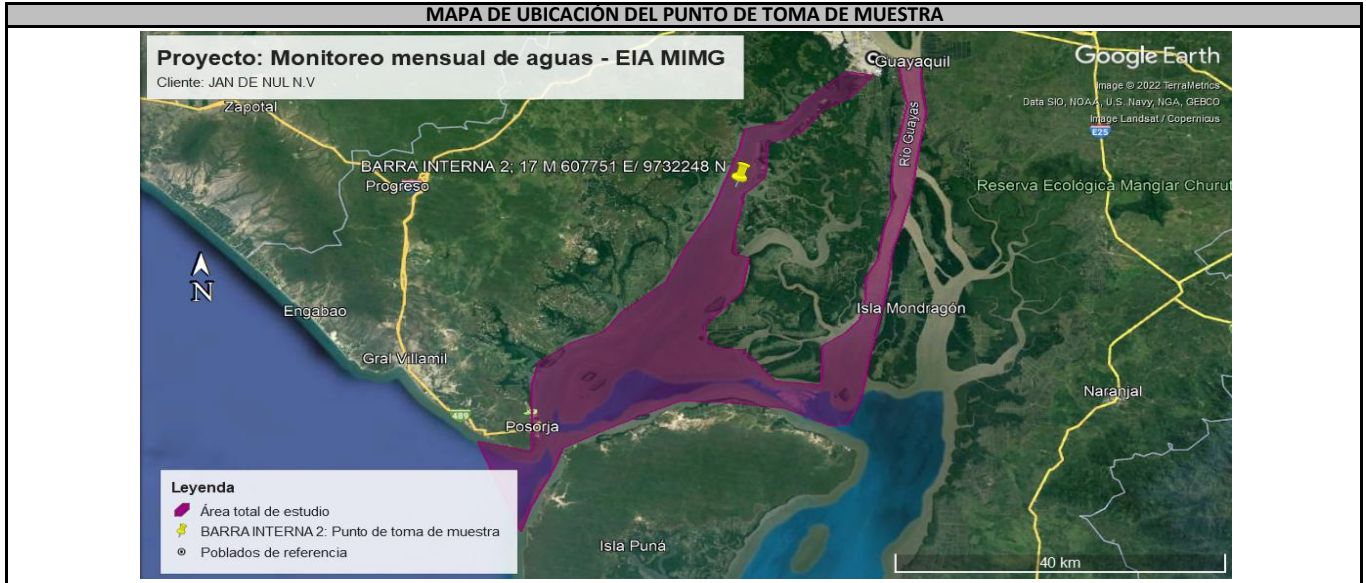 MAPA DE UBICACIÓN DEL PUNTO DE TOMA DE MUESTRA
Proyecto: Monitoreo mensual de aguas - EIA MIMG
Cliente: JAN DE NUL N.V
Google Earth
Image © 2022 TerraMetrics
Data SIO, NOAA, U.S. Navy, NGA, GEBCO
Image Landsat / Copernicus
Guayaquil
Zapotal
E25
Río Guayas
BARRA INTERNA 2; 17 M 607751 E/ 9732248 N
Progreso
Reserva Ecológica Manglar Churut
N
Engabao
Isla Mondragón
Gral Villamil
Naranjal
489
Posorja
Leyenda
Área total de estudio
BARRA INTERNA 2: Punto de toma de muestra
Poblados de referencia
Isla Puná
40 km